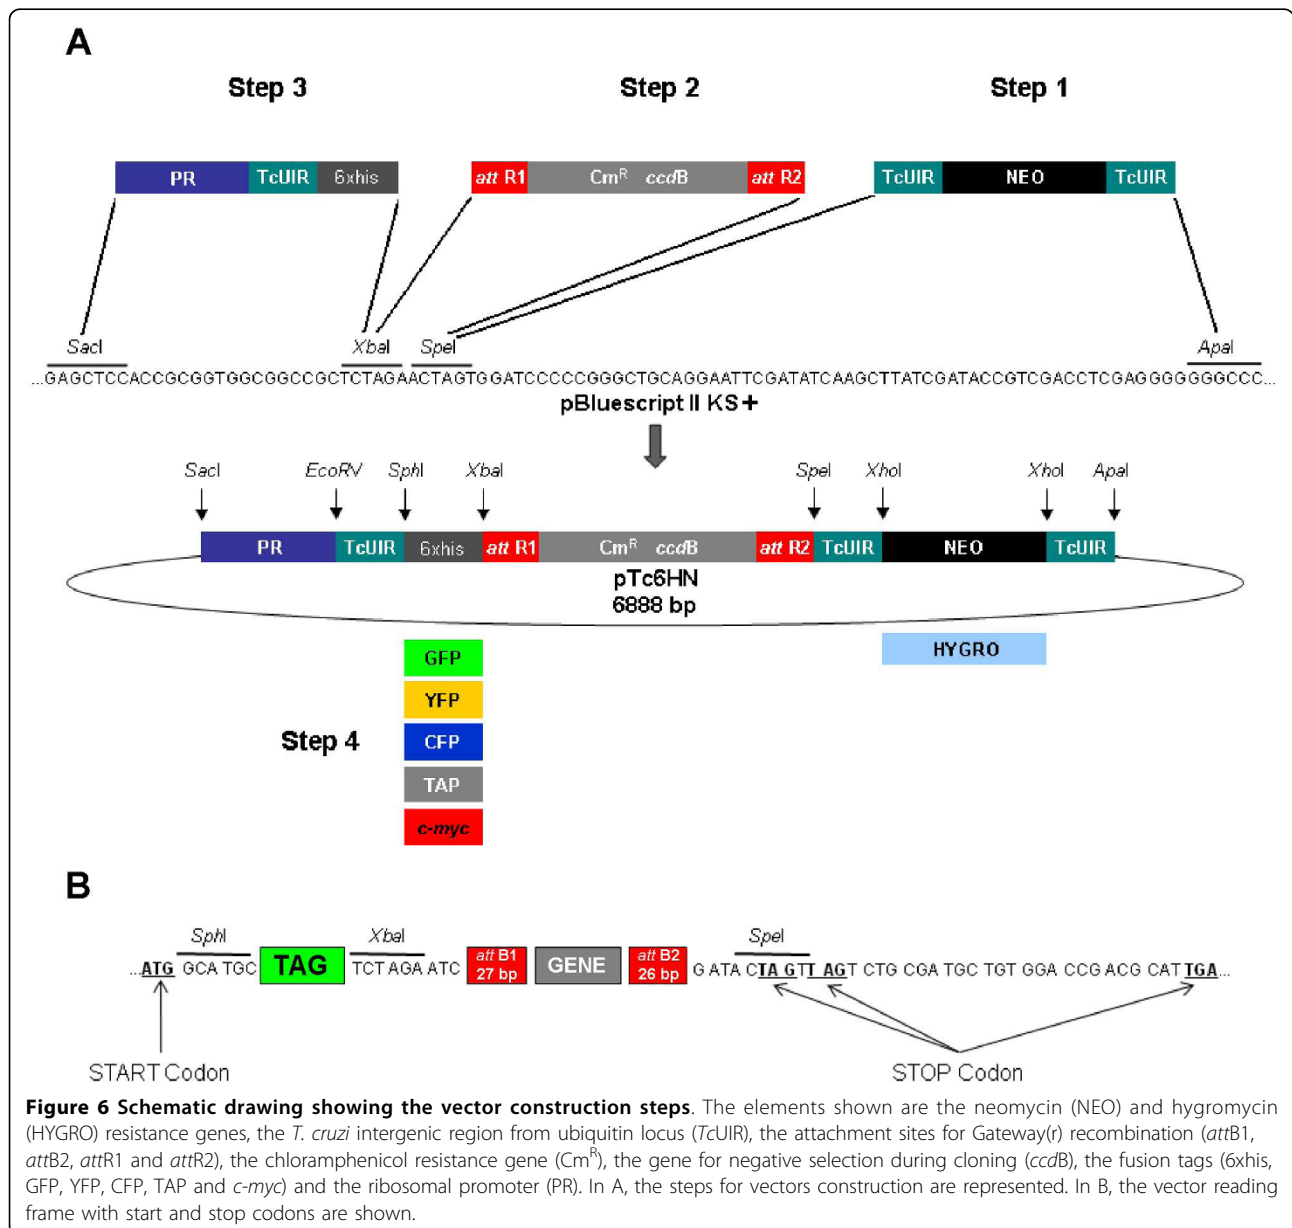 A
Step 3 Step 2 Step 1
PR TcUIR 6xhis att R1 Cm^R ccdB att R2 TcUIR NEO TcUIR
SacI XbaI SpeI ApaI
...GAGCTCCACCGCGGTGGCGGCCGCTCTAGAACTAGTGGATCCCCCGGGCTGCAGGAATTCGATATCAAGCTTATCGATACCGTCGACCTCGAGGGGGGGCCC...
pBluescript II KS+
SacI EcoRV SphI XbaI SpeI XhoI XhoI ApaI
PR TcUIR 6xhis att R1 Cm^R ccdB att R2 TcUIR NEO TcUIR
pTc6HN
6888 bp
GFP
YFP
CFP
TAP
c-myc
Step 4
HYGRO
B
SphI XbaI SpeI
...ATG GCA TGC TAG TCT AGA ATC att B1 27 bp GENE att B2 26 bp G ATA CTA GTT AGT CTG CGA TGC TGT GGA CCG ACG CAT TGA...
START Codon STOP Codon
Figure 6 Schematic drawing showing the vector construction steps. The elements shown are the neomycin (NEO) and hygromycin
(HYGRO) resistance genes, the T. cruzi intergenic region from ubiquitin locus (TcUIR), the attachment sites for Gateway(r) recombination (attB1,
attB2, attR1 and attR2), the chloramphenicol resistance gene (Cm^R), the gene for negative selection during cloning (ccdB), the fusion tags (6xhis,
GFP, YFP, CFP, TAP and c-myc) and the ribosomal promoter (PR). In A, the steps for vectors construction are represented. In B, the vector reading
frame with start and stop codons are shown.